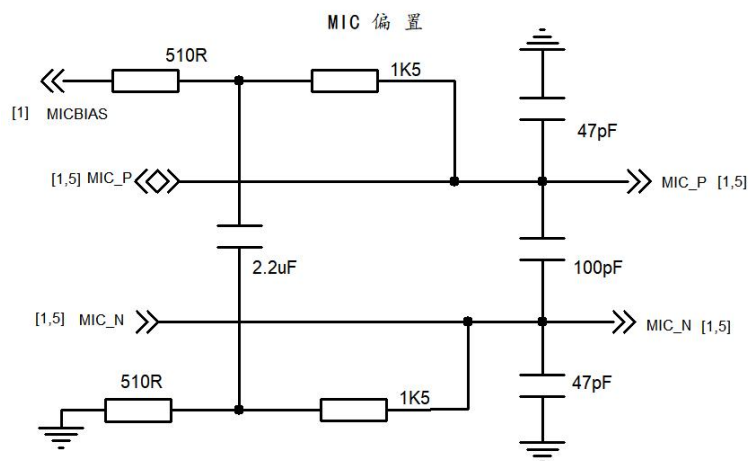 MIC 偏 置
510R
1K5
[1] MICBIAS
47pF
[1,5] MIC_P
MIC_P [1,5]
2.2uF
100pF
[1,5] MIC_N
MIC_N [1,5]
510R
1K5
47pF